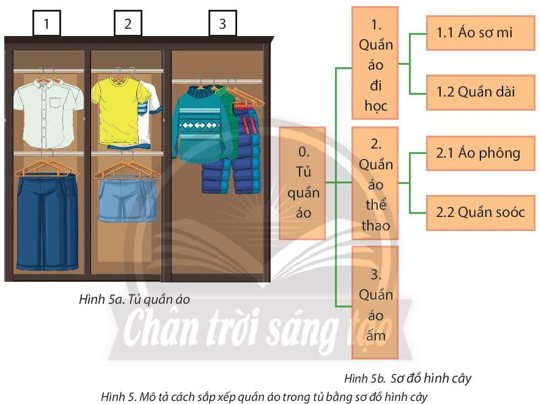 1 2 3
Hình 5a. Tủ quần áo
0.
Tủ
quần
áo
1.
Quần
áo
đi
học
1.1 Áo sơ mi
1.2 Quần dài
2.
Quần
áo
thể
thao
2.1 Áo phông
2.2 Quần soóc
3.
Quần
áo
ấm
Chân trời sáng tạo
Hình 5b. Sơ đồ hình cây
Hình 5. Mô tả cách sắp xếp quần áo trong tủ bằng sơ đồ hình cây